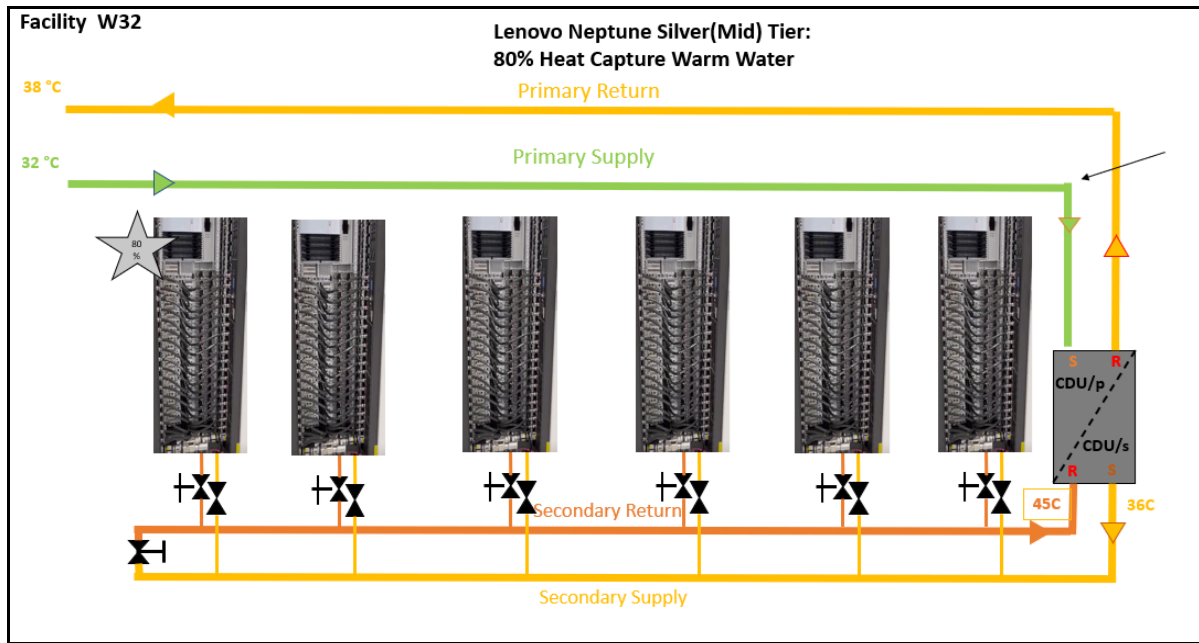 Facility W32
Lenovo Neptune Silver(Mid) Tier:
80% Heat Capture Warm Water
38 °C
Primary Return
32 °C
Primary Supply
80
%
S R
CDU/p
CDU/s
R S
Secondary Return
45C
36C
Secondary Supply